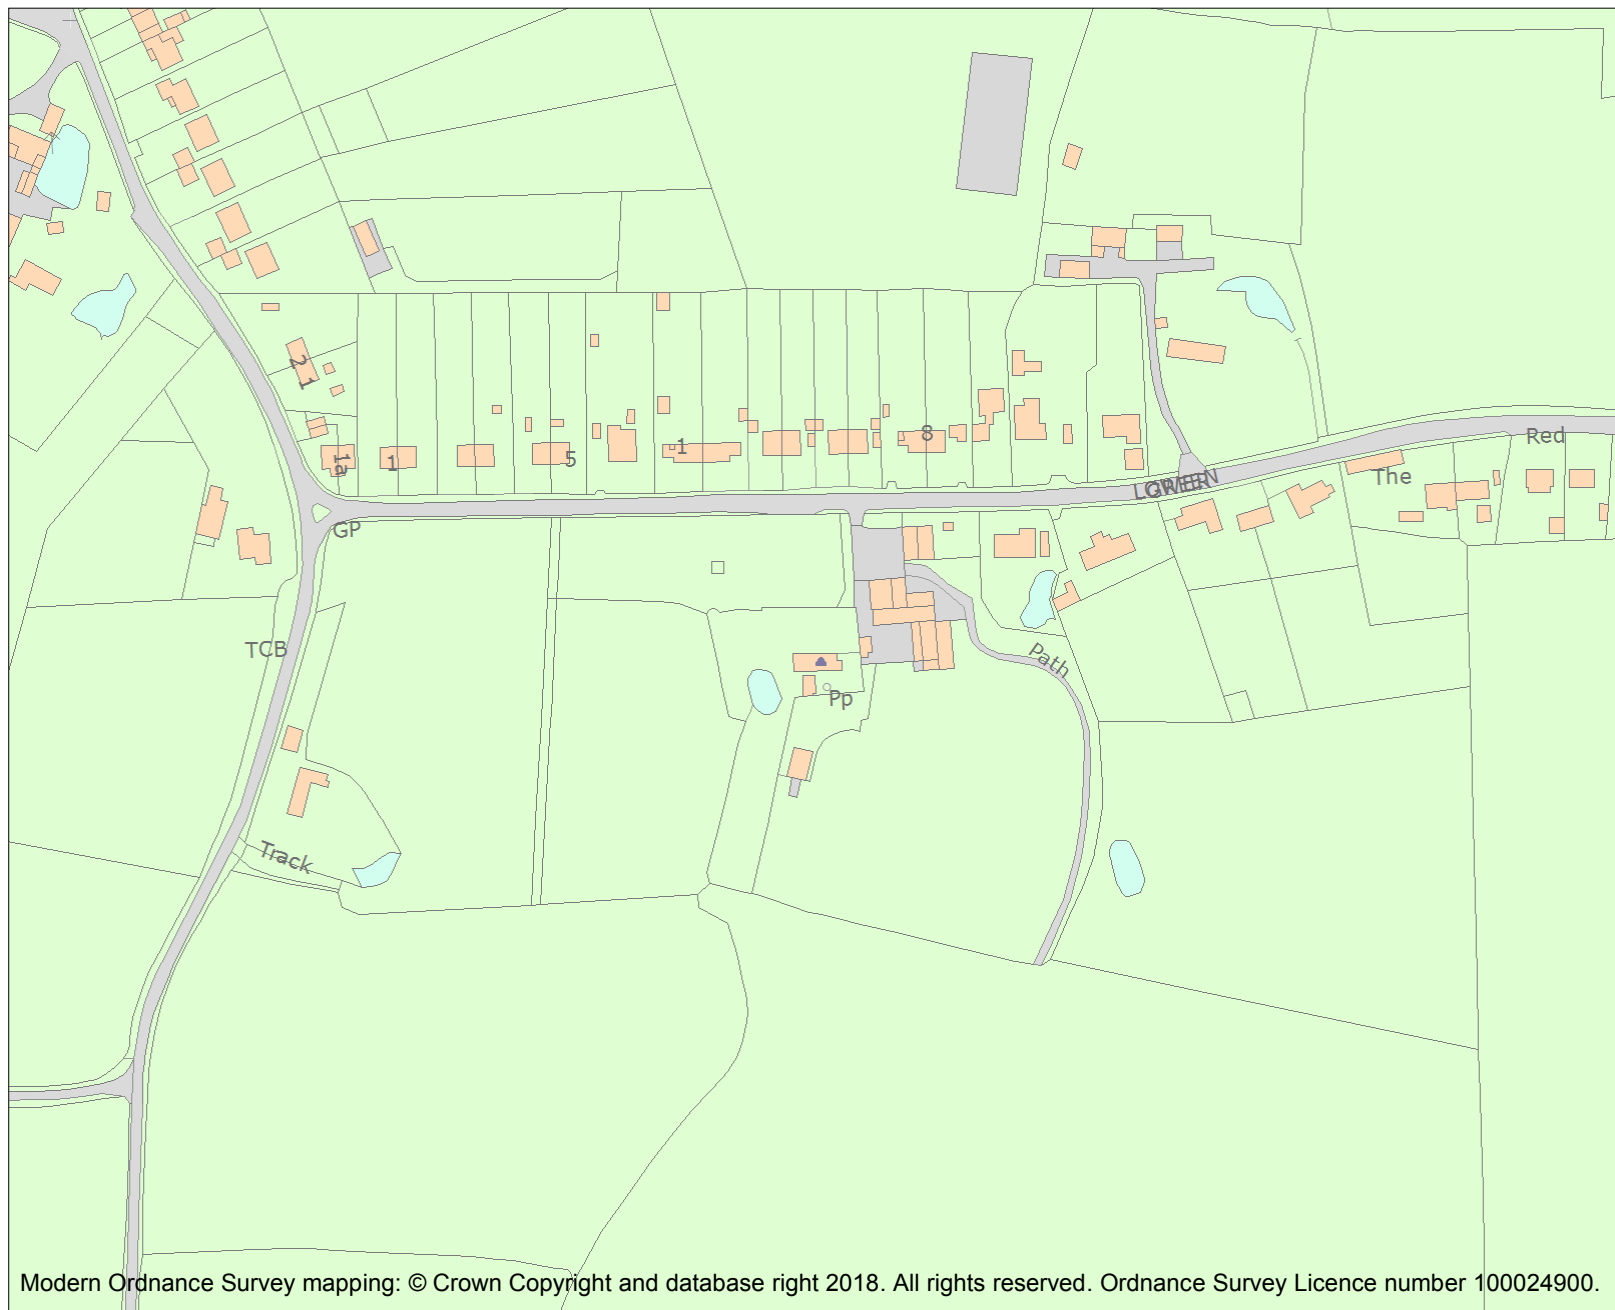 2
1
1a
1
5
1
8
Red
The
LOWER
GREEN
GP
TCB
Path
Pp
Track
Modern Ordnance Survey mapping: © Crown Copyright and database right 2018. All rights reserved. Ordnance Survey Licence number 100024900.